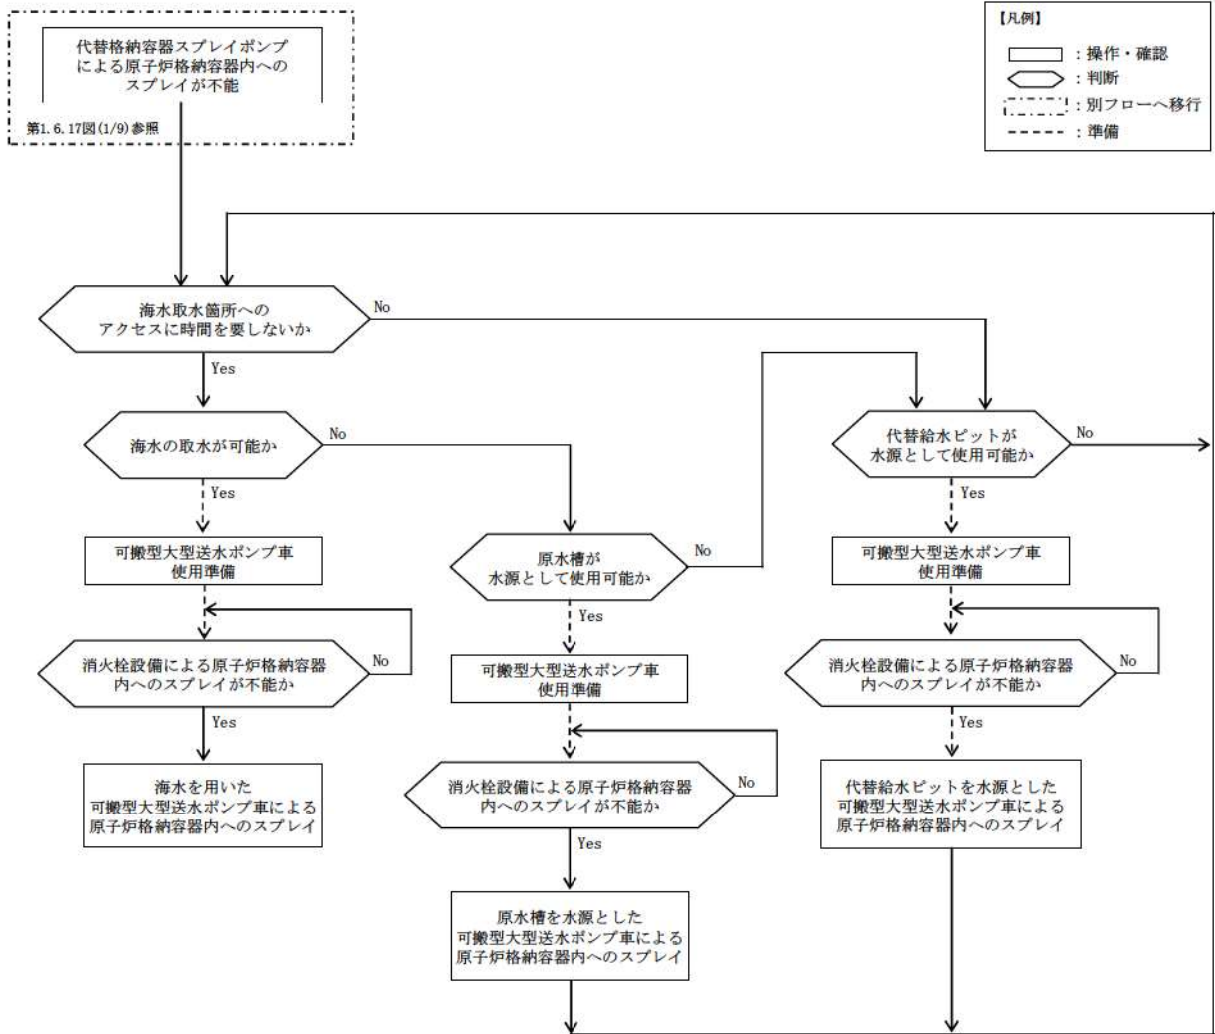 代替格納容器スプレイポンプ
による原子炉格納容器内への
スプレイが不能
第1.6.17図(1/9)参照
【凡例】
：操作・確認
：判断
：別フローへ移行
：準備
海水取水箇所への
アクセスに時間を要しないか
No
Yes
海水の取水が可能か
No
Yes
可搬型大型送水ポンプ車
使用準備
消火栓設備による原子炉格納容器
内へのスプレイが不能か
No
Yes
海水を用いた
可搬型大型送水ポンプ車による
原子炉格納容器内へのスプレイ
原水槽が
水源として使用可能か
No
Yes
可搬型大型送水ポンプ車
使用準備
消火栓設備による原子炉格納容器
内へのスプレイが不能か
No
Yes
原水槽を水源とした
可搬型大型送水ポンプ車による
原子炉格納容器内へのスプレイ
代替給水ピットが
水源として使用可能か
No
Yes
可搬型大型送水ポンプ車
使用準備
消火栓設備による原子炉格納容器
内へのスプレイが不能か
No
Yes
代替給水ピットを水源とした
可搬型大型送水ポンプ車による
原子炉格納容器内へのスプレイ